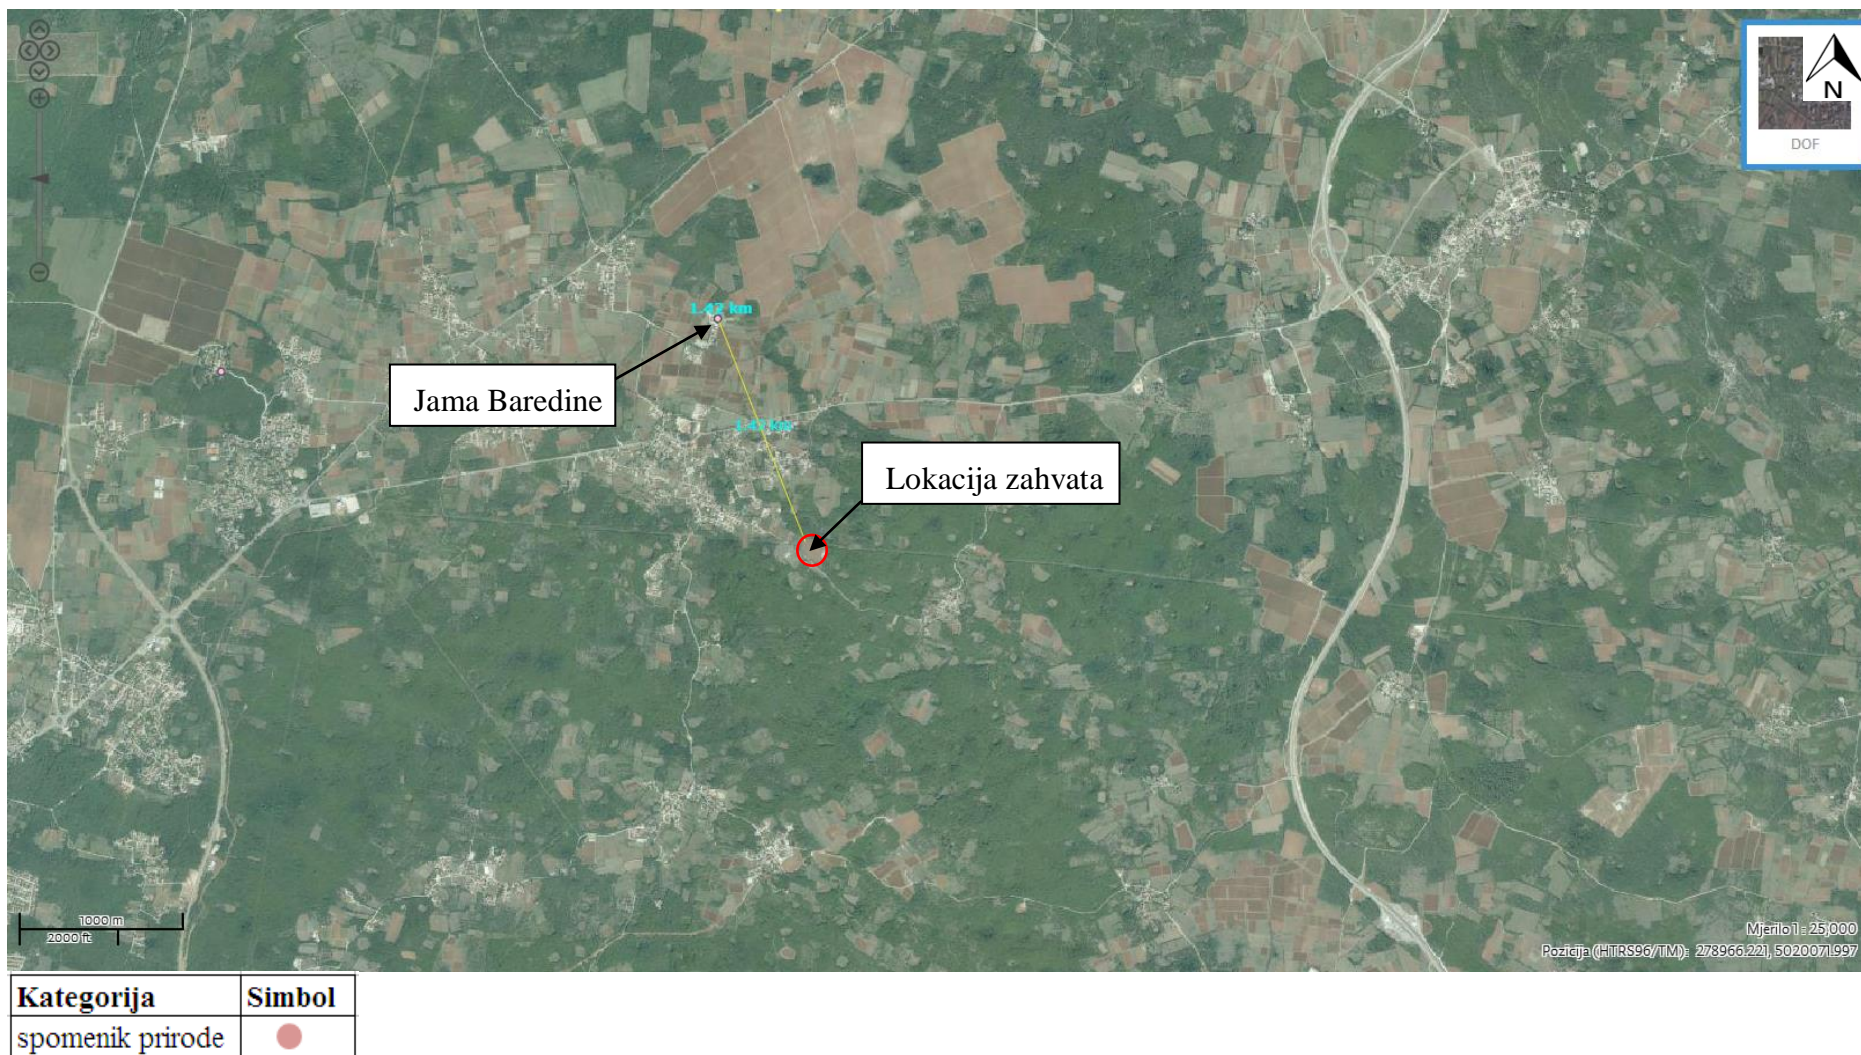 N
DOF
1.42 km
Jama Baredine
1.42 km
Lokacija zahvata
1000 m
2000 ft
Mjerilo 1 : 25,000
Pozicija (HTRS96/TM): 278966.221, 5020071.997
Kategorija Simbol
spomenik prirode